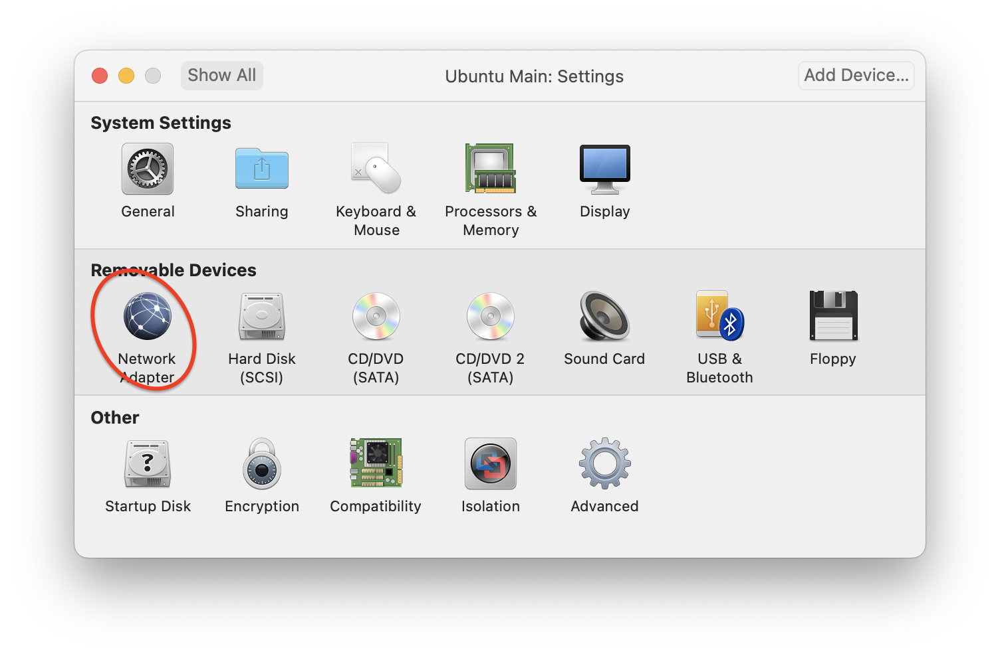 Show All
Ubuntu Main: Settings
Add Device...
System Settings
General
Sharing
Keyboard &
Mouse
Processors &
Memory
Display
Removable Devices
Network
Adapter
Hard Disk
(SCSI)
CD/DVD
(SATA)
CD/DVD 2
(SATA)
Sound Card
USB &
Bluetooth
Floppy
Other
?
Startup Disk
Encryption
Compatibility
Isolation
Advanced